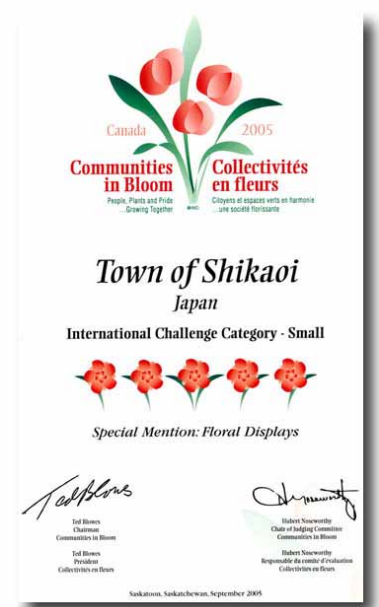 Canada 2005
Communities
in Bloom
People, Plants and Pride
...Growing Together
Collectivités
en fleurs
Citoyens et espaces verts en harmonie
...une société florissante
Town of Shikaoi
Japan
International Challenge Category - Small
Special Mention: Floral Displays
Ted Blowes
Ted Blowes
Chairman
Communities in Bloom
Ted Blowes
President
Collectivités en fleurs
Hubert Noseworthy
Chair of Judging Committee
Communities in Bloom
Hubert Noseworthy
Responsable du comité d'évaluation
Collectivités en fleurs
Saskatoon, Saskatchewan, September 2005